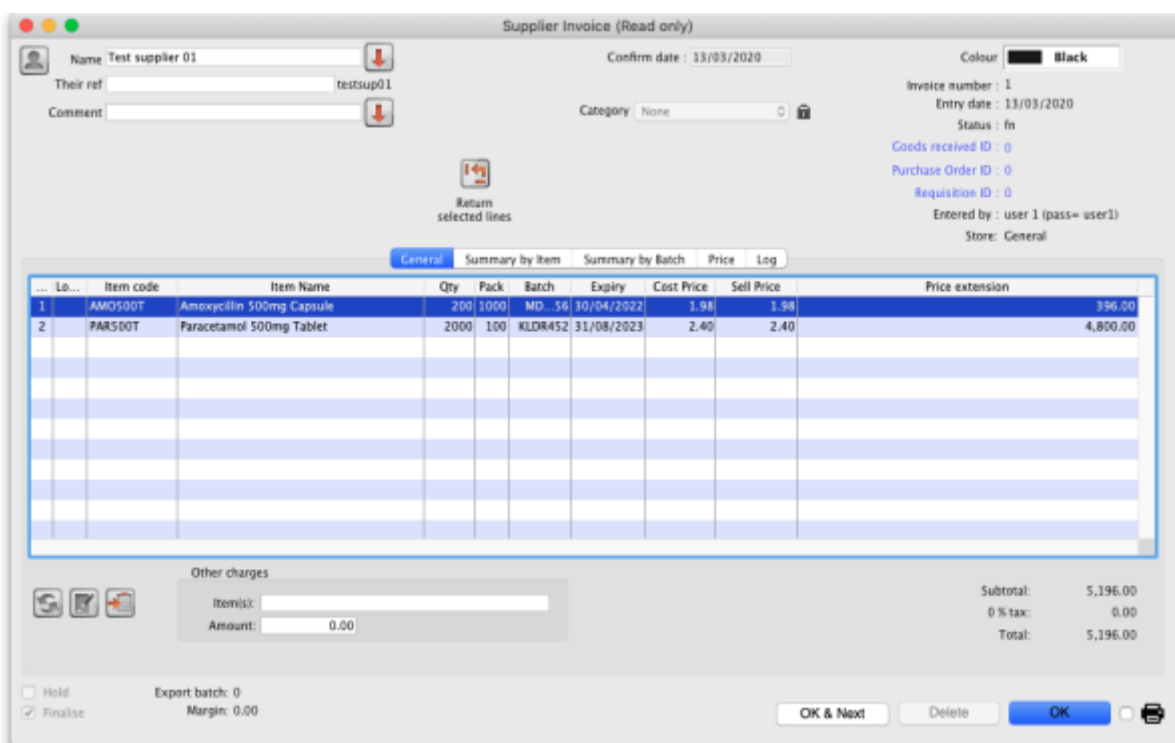 Supplier Invoice (Read only)
Name Test supplier 01 Confirm date : 13/03/2020 Colour Black
Their ref testsup01 Invoice number : 1
Comment Category None Entry date : 13/03/2020
Status : fn
Goods received ID : 0
Purchase Order ID : 0
Requisition ID : 0
Return
selected lines
Entered by : user 1 (pass= user1)
Store: General
General Summary by Item Summary by Batch Price Log
... Lo... Item code Item Name Qty Pack Batch Expiry Cost Price Sell Price Price extension
1 AMO500T Amoxycillin 500mg Capsule 200 1000 MD...56 30/04/2022 1.98 1.98 396.00
2 PAR500T Paracetamol 500mg Tablet 2000 100 KLDR452 31/08/2023 2.40 2.40 4,800.00
Other charges
Item(s):
Amount: 0.00
Subtotal: 5,196.00
0 % tax: 0.00
Total: 5,196.00
Hold Export batch: 0
Finalise Margin: 0.00
OK & Next Delete OK